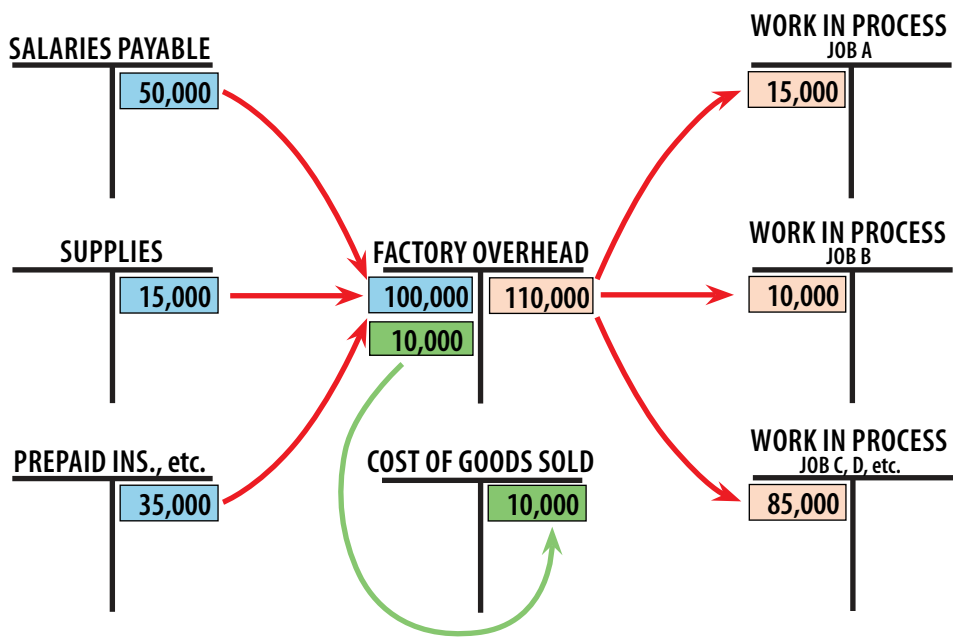 SALARIES PAYABLE
50,000
WORK IN PROCESS
JOB A
15,000
SUPPLIES
15,000
FACTORY OVERHEAD
100,000
110,000
10,000
WORK IN PROCESS
JOB B
10,000
PREPAID INS., etc.
35,000
COST OF GOODS SOLD
10,000
WORK IN PROCESS
JOB C, D, etc.
85,000